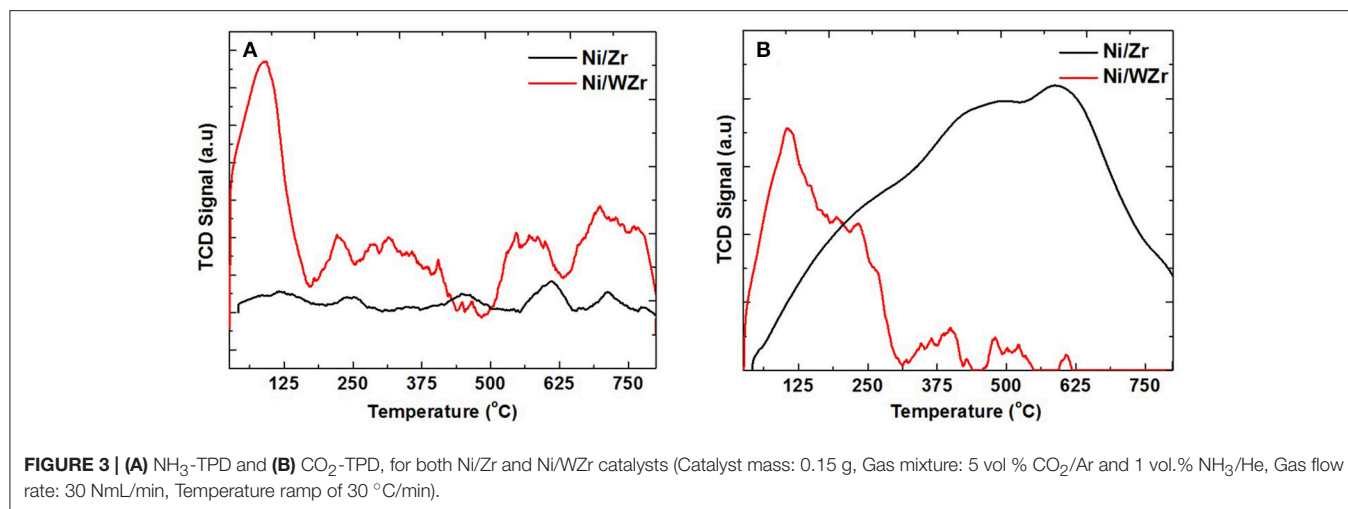 A
Ni/Zr
Ni/WZr
TCD Signal (a.u)
125 250 375 500 625 750
Temperature (°C)
B
Ni/Zr
Ni/WZr
TCD Signal (a.u)
125 250 375 500 625 750
Temperature (°C)
FIGURE 3 | (A) NH₃-TPD and (B) CO₂-TPD, for both Ni/Zr and Ni/WZr catalysts (Catalyst mass: 0.15 g, Gas mixture: 5 vol % CO₂/Ar and 1 vol.% NH₃/He, Gas flow
rate: 30 NmL/min, Temperature ramp of 30 °C/min).